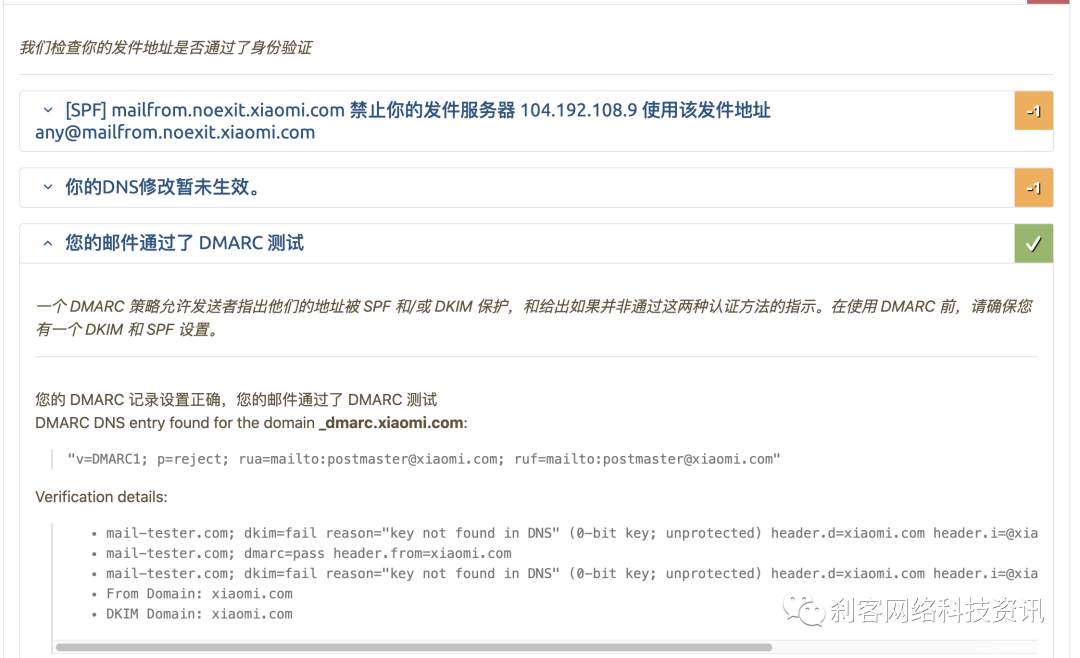 我们检查你的发件地址是否通过了身份验证
[SPF] mailfrom.noexit.xiaomi.com 禁止你的发件服务器 104.192.108.9 使用该发件地址
any@mailfrom.noexit.xiaomi.com
-1
你的DNS修改暂未生效。
-1
您的邮件通过了 DMARC 测试
一个 DMARC 策略允许发送者指出他们的地址被 SPF 和/或 DKIM 保护，和给出如果并非通过这两种认证方法的指示。在使用 DMARC 前，请确保您
有一个 DKIM 和 SPF 设置。
您的 DMARC 记录设置正确，您的邮件通过了 DMARC 测试
DMARC DNS entry found for the domain _dmarc.xiaomi.com:
"v=DMARC1; p=reject; rua=mailto:postmaster@xiaomi.com; ruf=mailto:postmaster@xiaomi.com"
Verification details:
mail-tester.com; dkim=fail reason="key not found in DNS" (0-bit key; unprotected) header.d=xiaomi.com header.i=@xia
mail-tester.com; dmarc=pass header.from=xiaomi.com
mail-tester.com; dkim=fail reason="key not found in DNS" (0-bit key; unprotected) header.d=xiaomi.com header.i=@xia
From Domain: xiaomi.com
DKIM Domain: xiaomi.com
刹客网络科技资讯